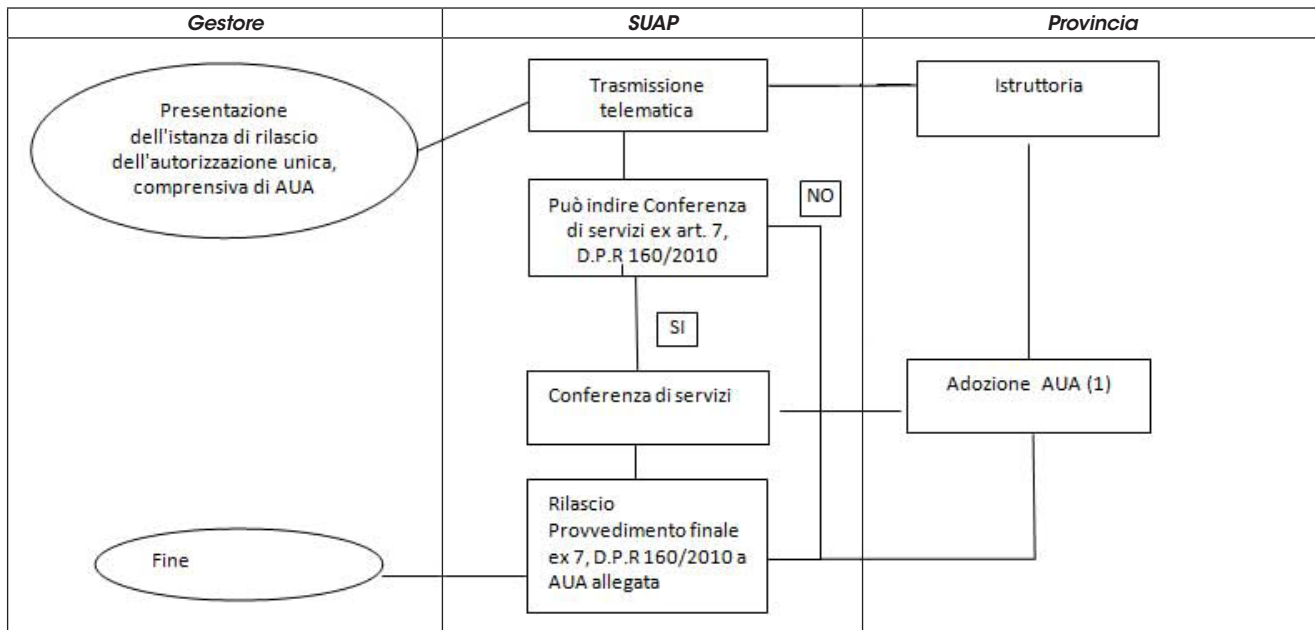 Gestore
SUAP
Provincia
Presentazione
dell'istanza di rilascio
dell'autorizzazione unica,
comprensiva di AUA
Trasmissione
telematica
Istruttoria
Può indire Conferenza
di servizi ex art. 7,
D.P.R 160/2010
NO
SI
Conferenza di servizi
Adozione AUA (1)
Rilascio
Provvedimento finale
ex 7, D.P.R 160/2010 a
AUA allegata
Fine